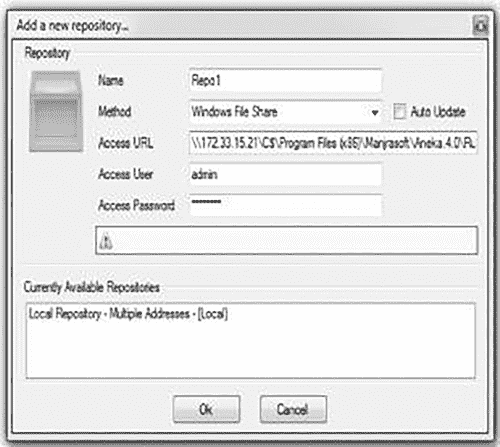 Add a new repository...
Repository
Name Repo1
Method Windows File Share Auto Update
Access URL \\172.33.15.21\C$\Program Files (x86)\Manjrasoft\Aneka.4.0\RL
Access User admin
Access Password ********
Currently Available Repositories
Local Repository - Multiple Addresses - [Local]
Ok Cancel